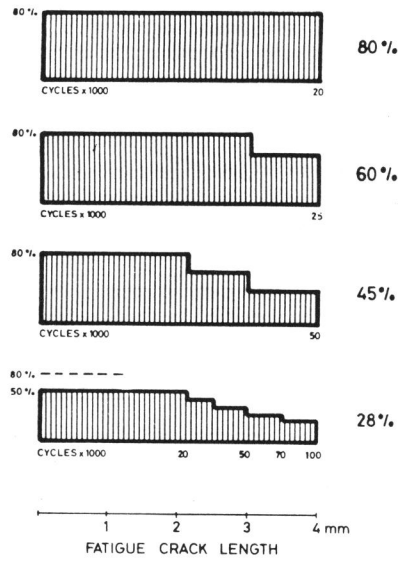 80 %.
80 %.
CYCLES x 1000 20
80 %.
60 %.
CYCLES x 1000 25
80 %.
45 %.
CYCLES x 1000 50
80 %.
50 %.
28 %.
CYCLES x 1000 20 50 70 100
1 2 3 4 mm
FATIGUE CRACK LENGTH